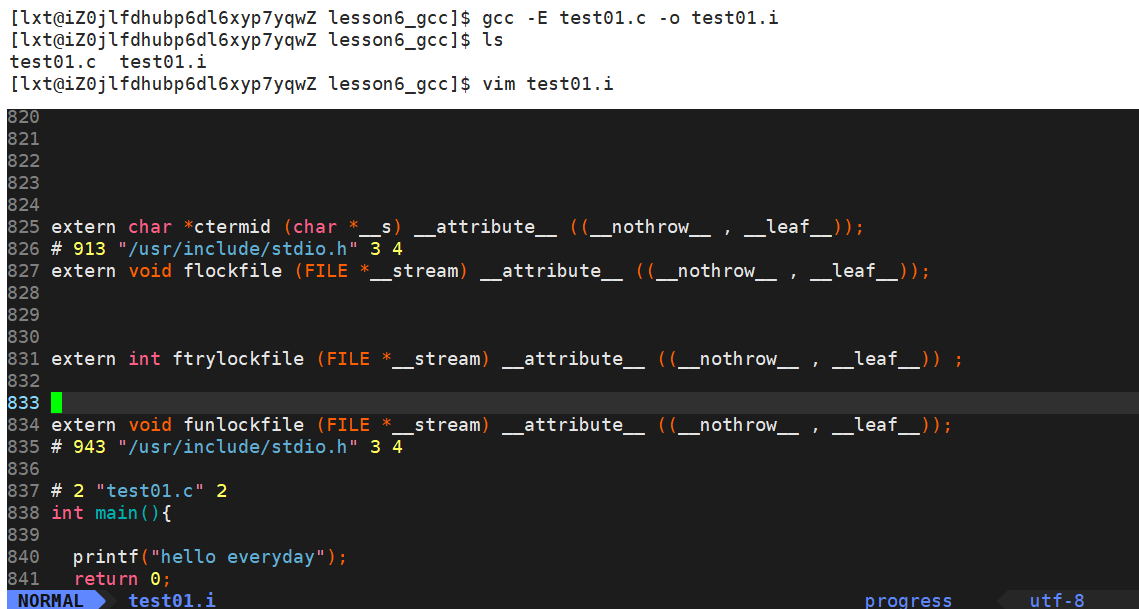 [lxt@iZ0jlfdhubp6dl6xyp7yqwZ lesson6_gcc]$ gcc -E test01.c -o test01.i
[lxt@iZ0jlfdhubp6dl6xyp7yqwZ lesson6_gcc]$ ls
test01.c  test01.i
[lxt@iZ0jlfdhubp6dl6xyp7yqwZ lesson6_gcc]$ vim test01.i
820
821
822
823
824
825 extern char *ctermid (char *__s) __attribute__ ((__nothrow__ , __leaf__));
826 # 913 "/usr/include/stdio.h" 3 4
827 extern void flockfile (FILE *__stream) __attribute__ ((__nothrow__ , __leaf__));
828
829
830
831 extern int ftrylockfile (FILE *__stream) __attribute__ ((__nothrow__ , __leaf__)) ;
832
833
834 extern void funlockfile (FILE *__stream) __attribute__ ((__nothrow__ , __leaf__));
835 # 943 "/usr/include/stdio.h" 3 4
836
837 # 2 "test01.c" 2
838 int main(){
839
840   printf("hello everyday");
841   return 0;
NORMAL test01.i progress utf-8